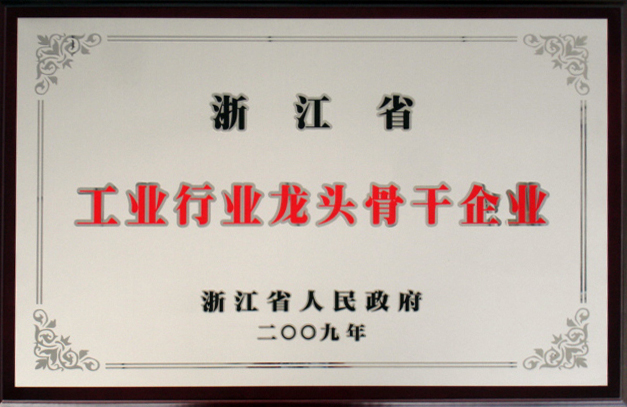 浙江省
工业行业龙头骨干企业
浙江省人民政府
二〇〇九年